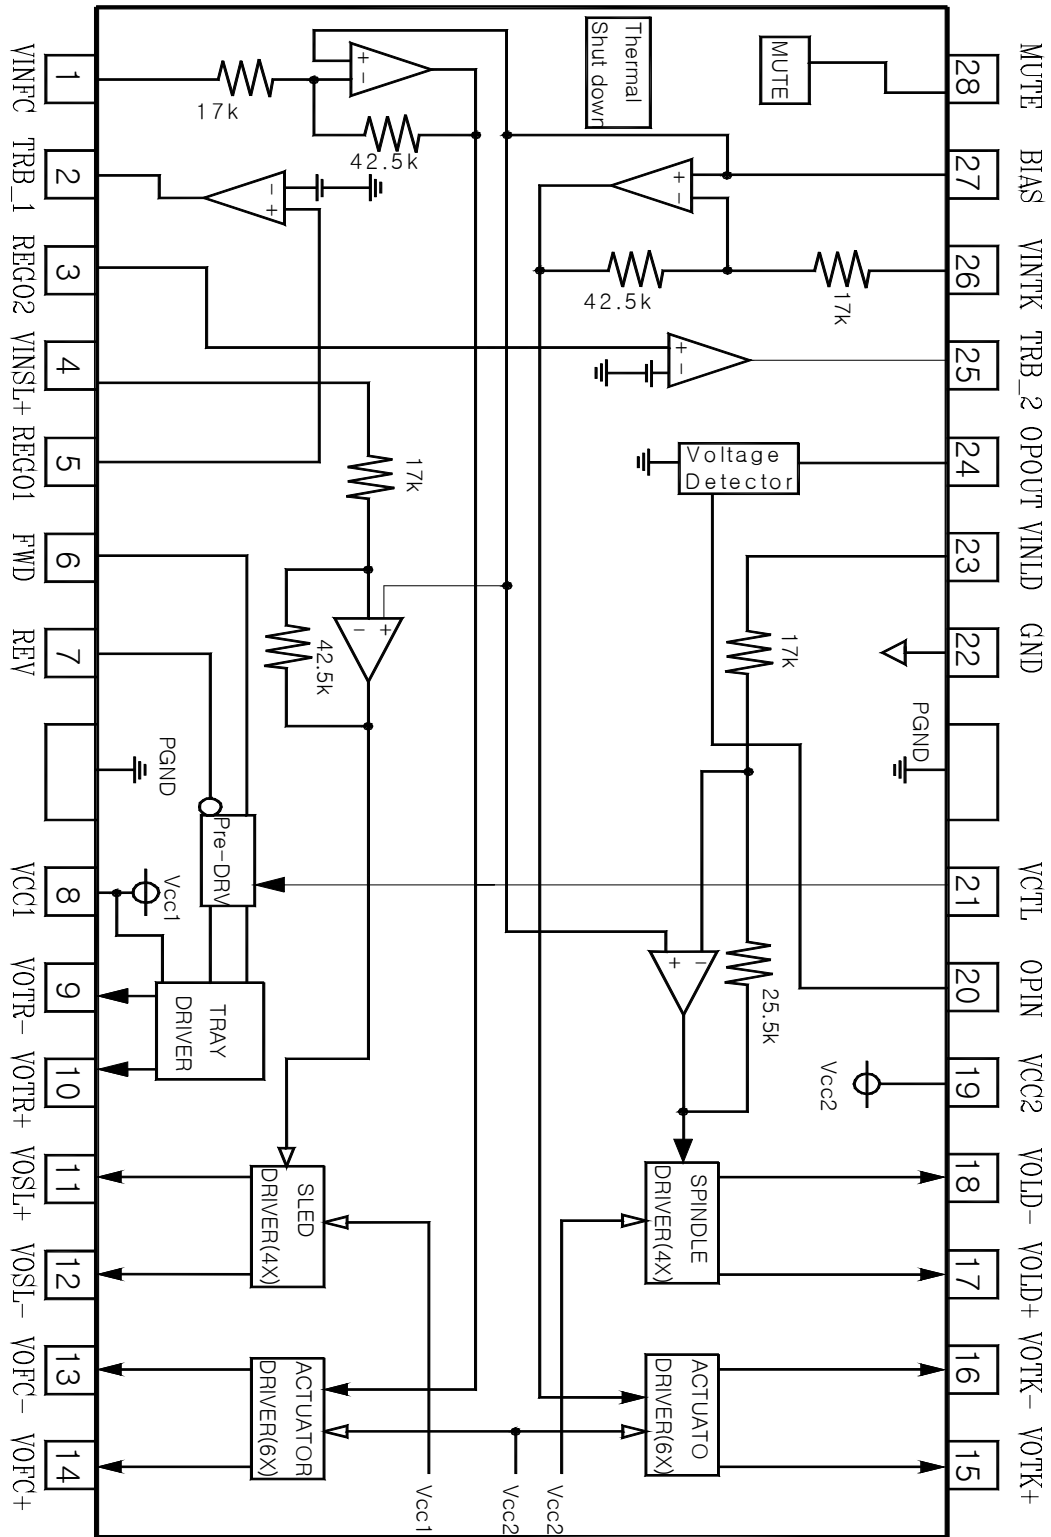 VINFC
1
TRB_1
2
REGO2
3
VINSL+
4
REGO1
5
FWD
6
REV
7
VCC1
8
VOTR-
9
VOTR+
10
VOSL+
11
VOSL-
12
VOFC-
13
VOFC+
14
MUTE
28
BIAS
27
VINTK
26
TRB_2
25
OPOUT
24
VINLD
23
GND
22
VCTL
21
OPIN
20
VCC2
19
VOLD-
18
VOLD+
17
VOTK-
16
VOTK+
15
Thermal
Shut down
MUTE
+
-
17k
42.5k
-
+
+
-
42.5k
17k
+
-
Voltage
Detector
17k
42.5k
-
+
17k
25.5k
+
-
PGND
PGND
Pre-DRV
Vcc1
TRAY
DRIVER
Vcc2
SLED
DRIVER(4X)
SPINDLE
DRIVER(4X)
ACTUATOR
DRIVER(6X)
ACTUATO
DRIVER(6X)
Vcc1
Vcc2
Vcc2